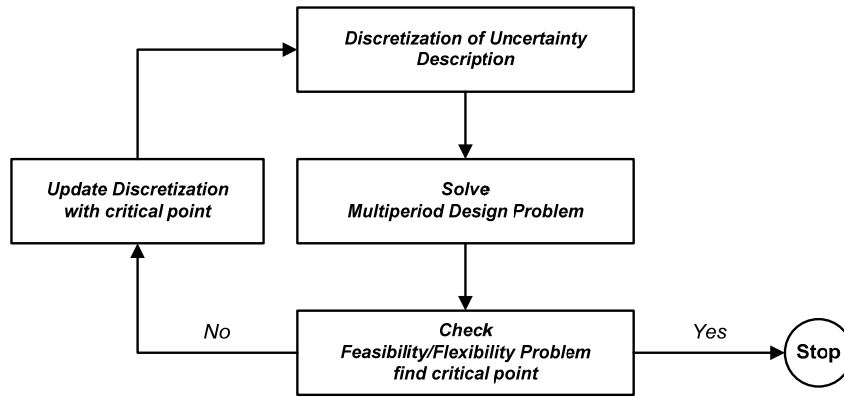 Discretization of Uncertainty
Description
Update Discretization
with critical point
Solve
Multiperiod Design Problem
No
Check
Feasibility/Flexibility Problem
find critical point
Yes
Stop